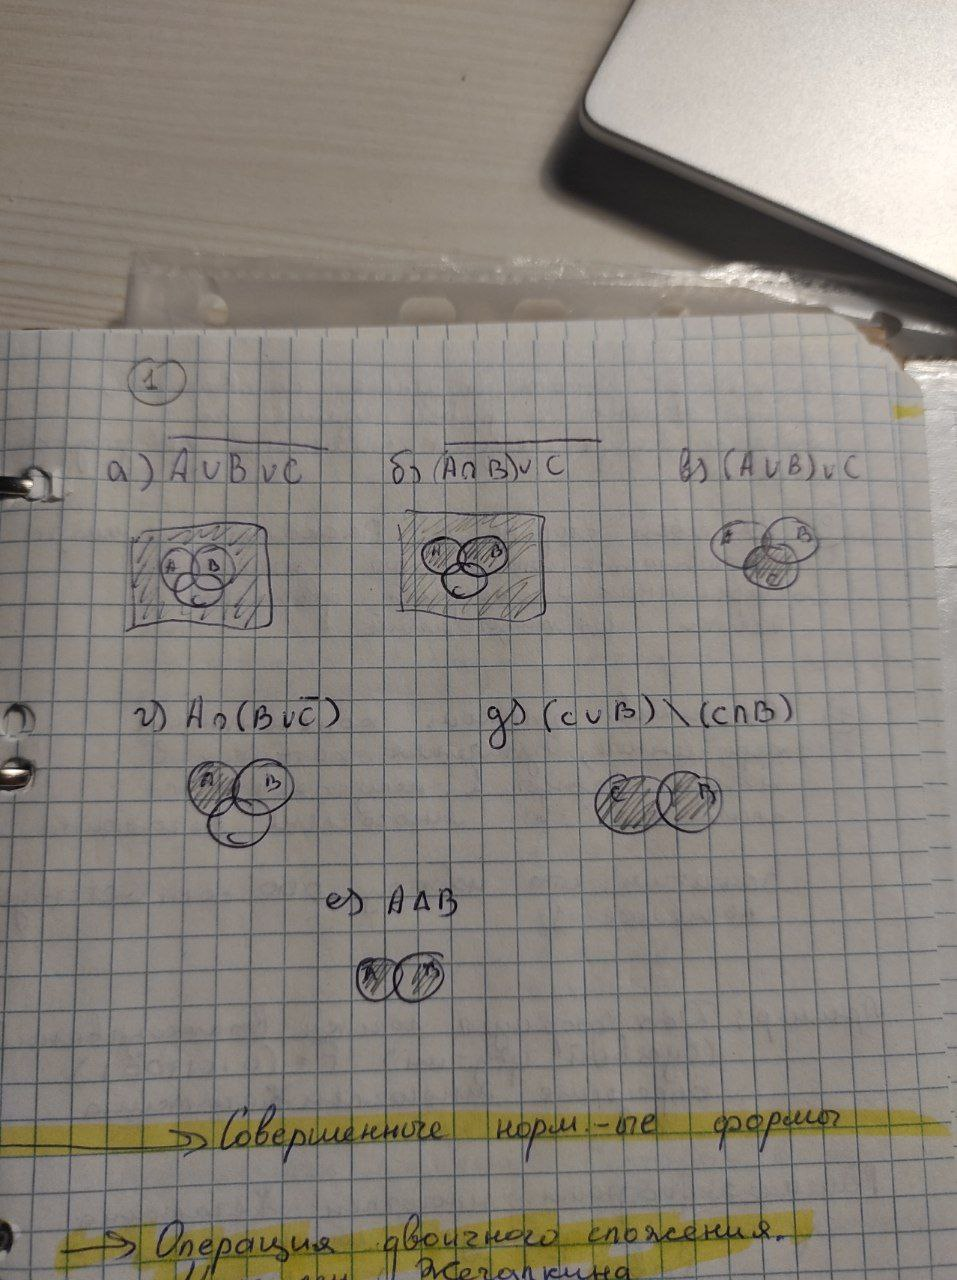 1
а) A∪B∪C б) (A∩B)∪C в) (A∪B)∪C
A B C A B C A B C
г) A∩(B∪C̅) д) (C∪B) \ (C∩B)
A B C C B
е) A Δ B
A B
→ Совершенные норм.-ые формы
→ Операция двоичного сложения.
Жегалкина